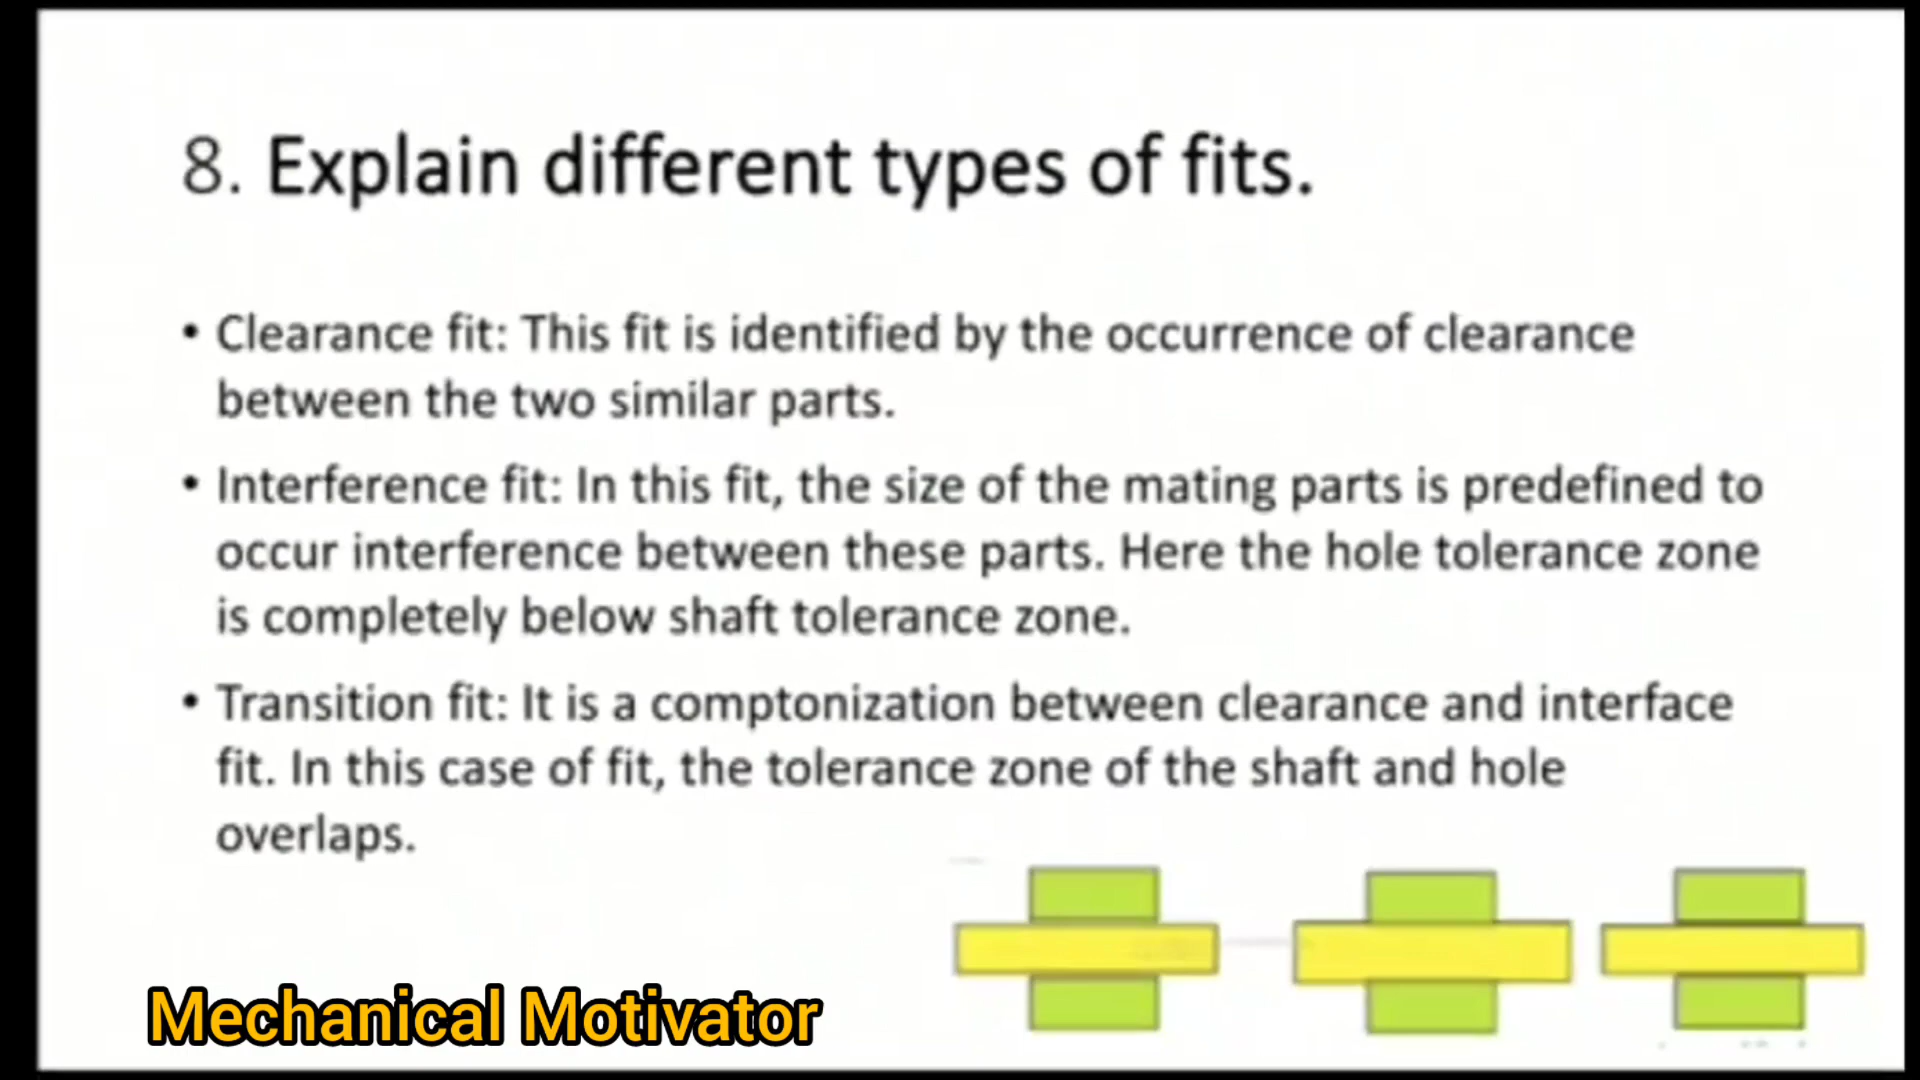 8. Explain different types of fits.
• Clearance fit: This fit is identified by the occurrence of clearance
between the two similar parts.
• Interference fit: In this fit, the size of the mating parts is predefined to
occur interference between these parts. Here the hole tolerance zone
is completely below shaft tolerance zone.
• Transition fit: It is a comptonization between clearance and interface
fit. In this case of fit, the tolerance zone of the shaft and hole
overlaps.
Mechanical Motivator